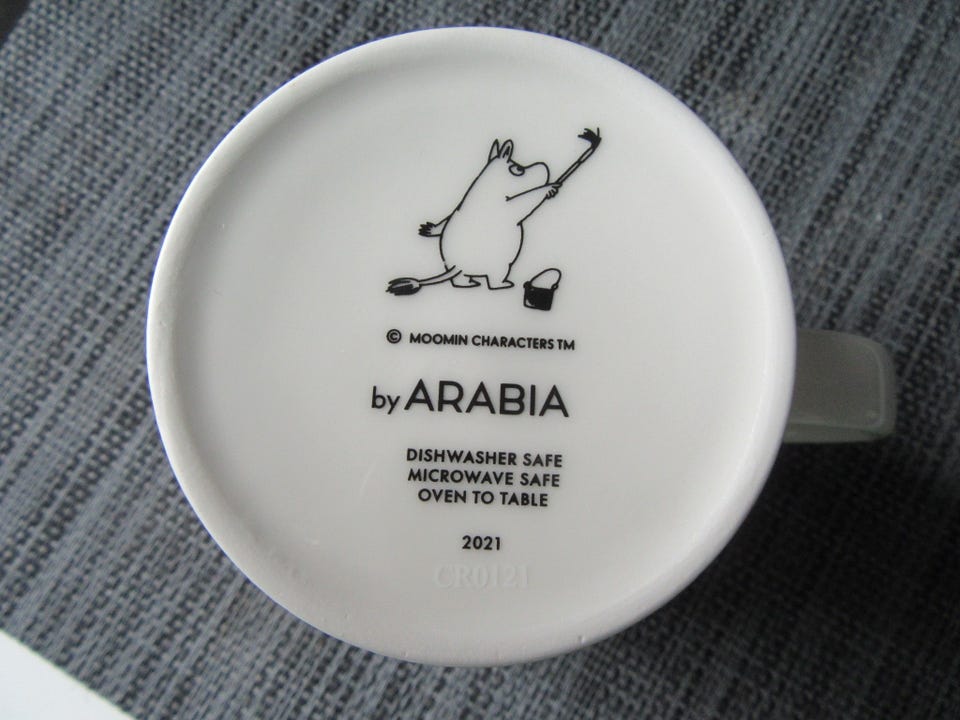 © MOOMIN CHARACTERS TM
by ARABIA
DISHWASHER SAFE
MICROWAVE SAFE
OVEN TO TABLE
2021
CR0121